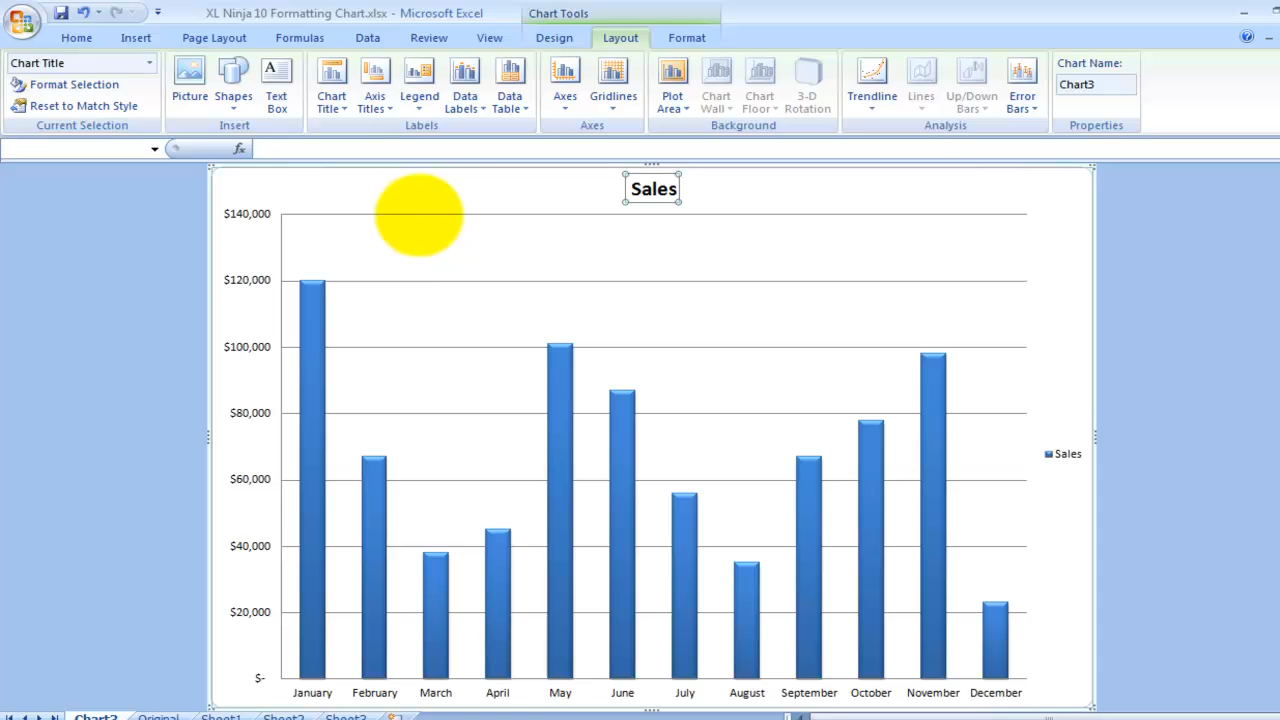 XL Ninja 10 Formatting Chart.xlsx - Microsoft Excel
Chart Tools
Home Insert Page Layout Formulas Data Review View Design Layout Format
Chart Title
Format Selection
Reset to Match Style
Current Selection
Picture Shapes Text Box
Insert
Chart Title Axis Titles Legend Data Labels Data Table
Labels
Axes Gridlines
Axes
Plot Area Chart Wall Chart Floor 3-D Rotation
Background
Trendline Lines Up/Down Bars Error Bars
Analysis
Chart Name:
Chart3
Properties
fx
Sales
$140,000
$120,000
$100,000
$80,000
$60,000
$40,000
$20,000
$-
Sales
January February March April May June July August September October November December
Chart3 Original Sheet1 Sheet2 Sheet3